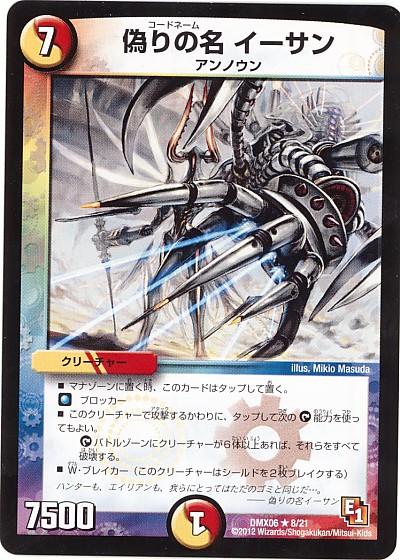 7
コードネーム
偽りの名 イーサン
アンノウン
illus. Mikio Masuda
クリーチャー
■ マナゾーンに置く時、このカードはタップして置く。
ブロッカー
■ このクリーチャーで攻撃するかわりに、タップして次の 能力を使っ
てもよい。
バトルゾーンにクリーチャーが6体以上あれば、それらをすべて
破壊する。
■ W・ブレイカー（このクリーチャーはシールドを2枚ブレイクする）
ハンターも、エイリアンも、我らにとってはただのゴミと同じだ…。
—— 偽りの名イーサン
7500
1
DMX06 ★ 8/21
©2012 Wizards/Shogakukan/Mitsui-Kids
E1